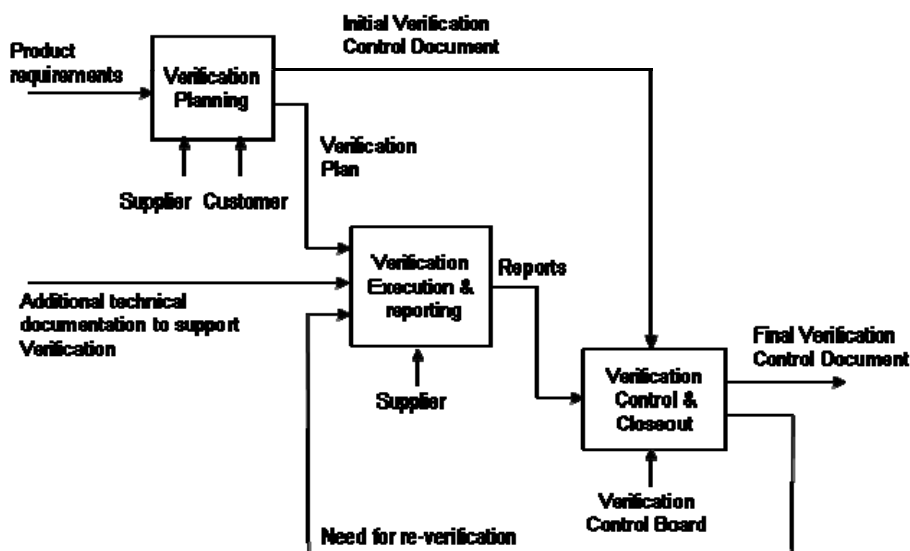 Initial Verification
Control Document
Product
requirements
Verification
Planning
Verification
Plan
Supplier Customer
Verification
Execution &
reporting
Reports
Additional technical
documentation to support
Verification
Final Verification
Control Document
Verification
Control &
Closeout
Supplier
Verification
Control Board
Need for re-verification